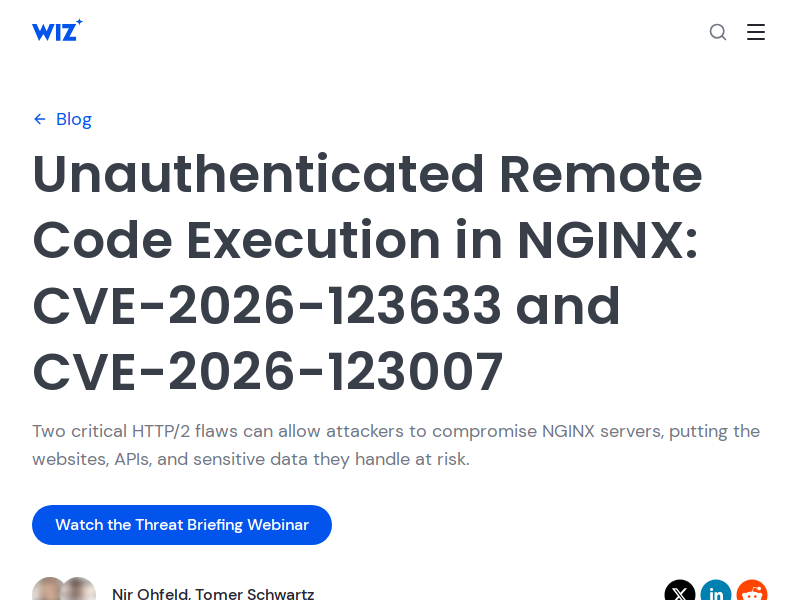 WIZ
Blog
Unauthenticated Remote
Code Execution in NGINX:
CVE-2026-123633 and
CVE-2026-123007
Two critical HTTP/2 flaws can allow attackers to compromise NGINX servers, putting the
websites, APIs, and sensitive data they handle at risk.
Watch the Threat Briefing Webinar
Nir Ohfeld, Tomer Schwartz